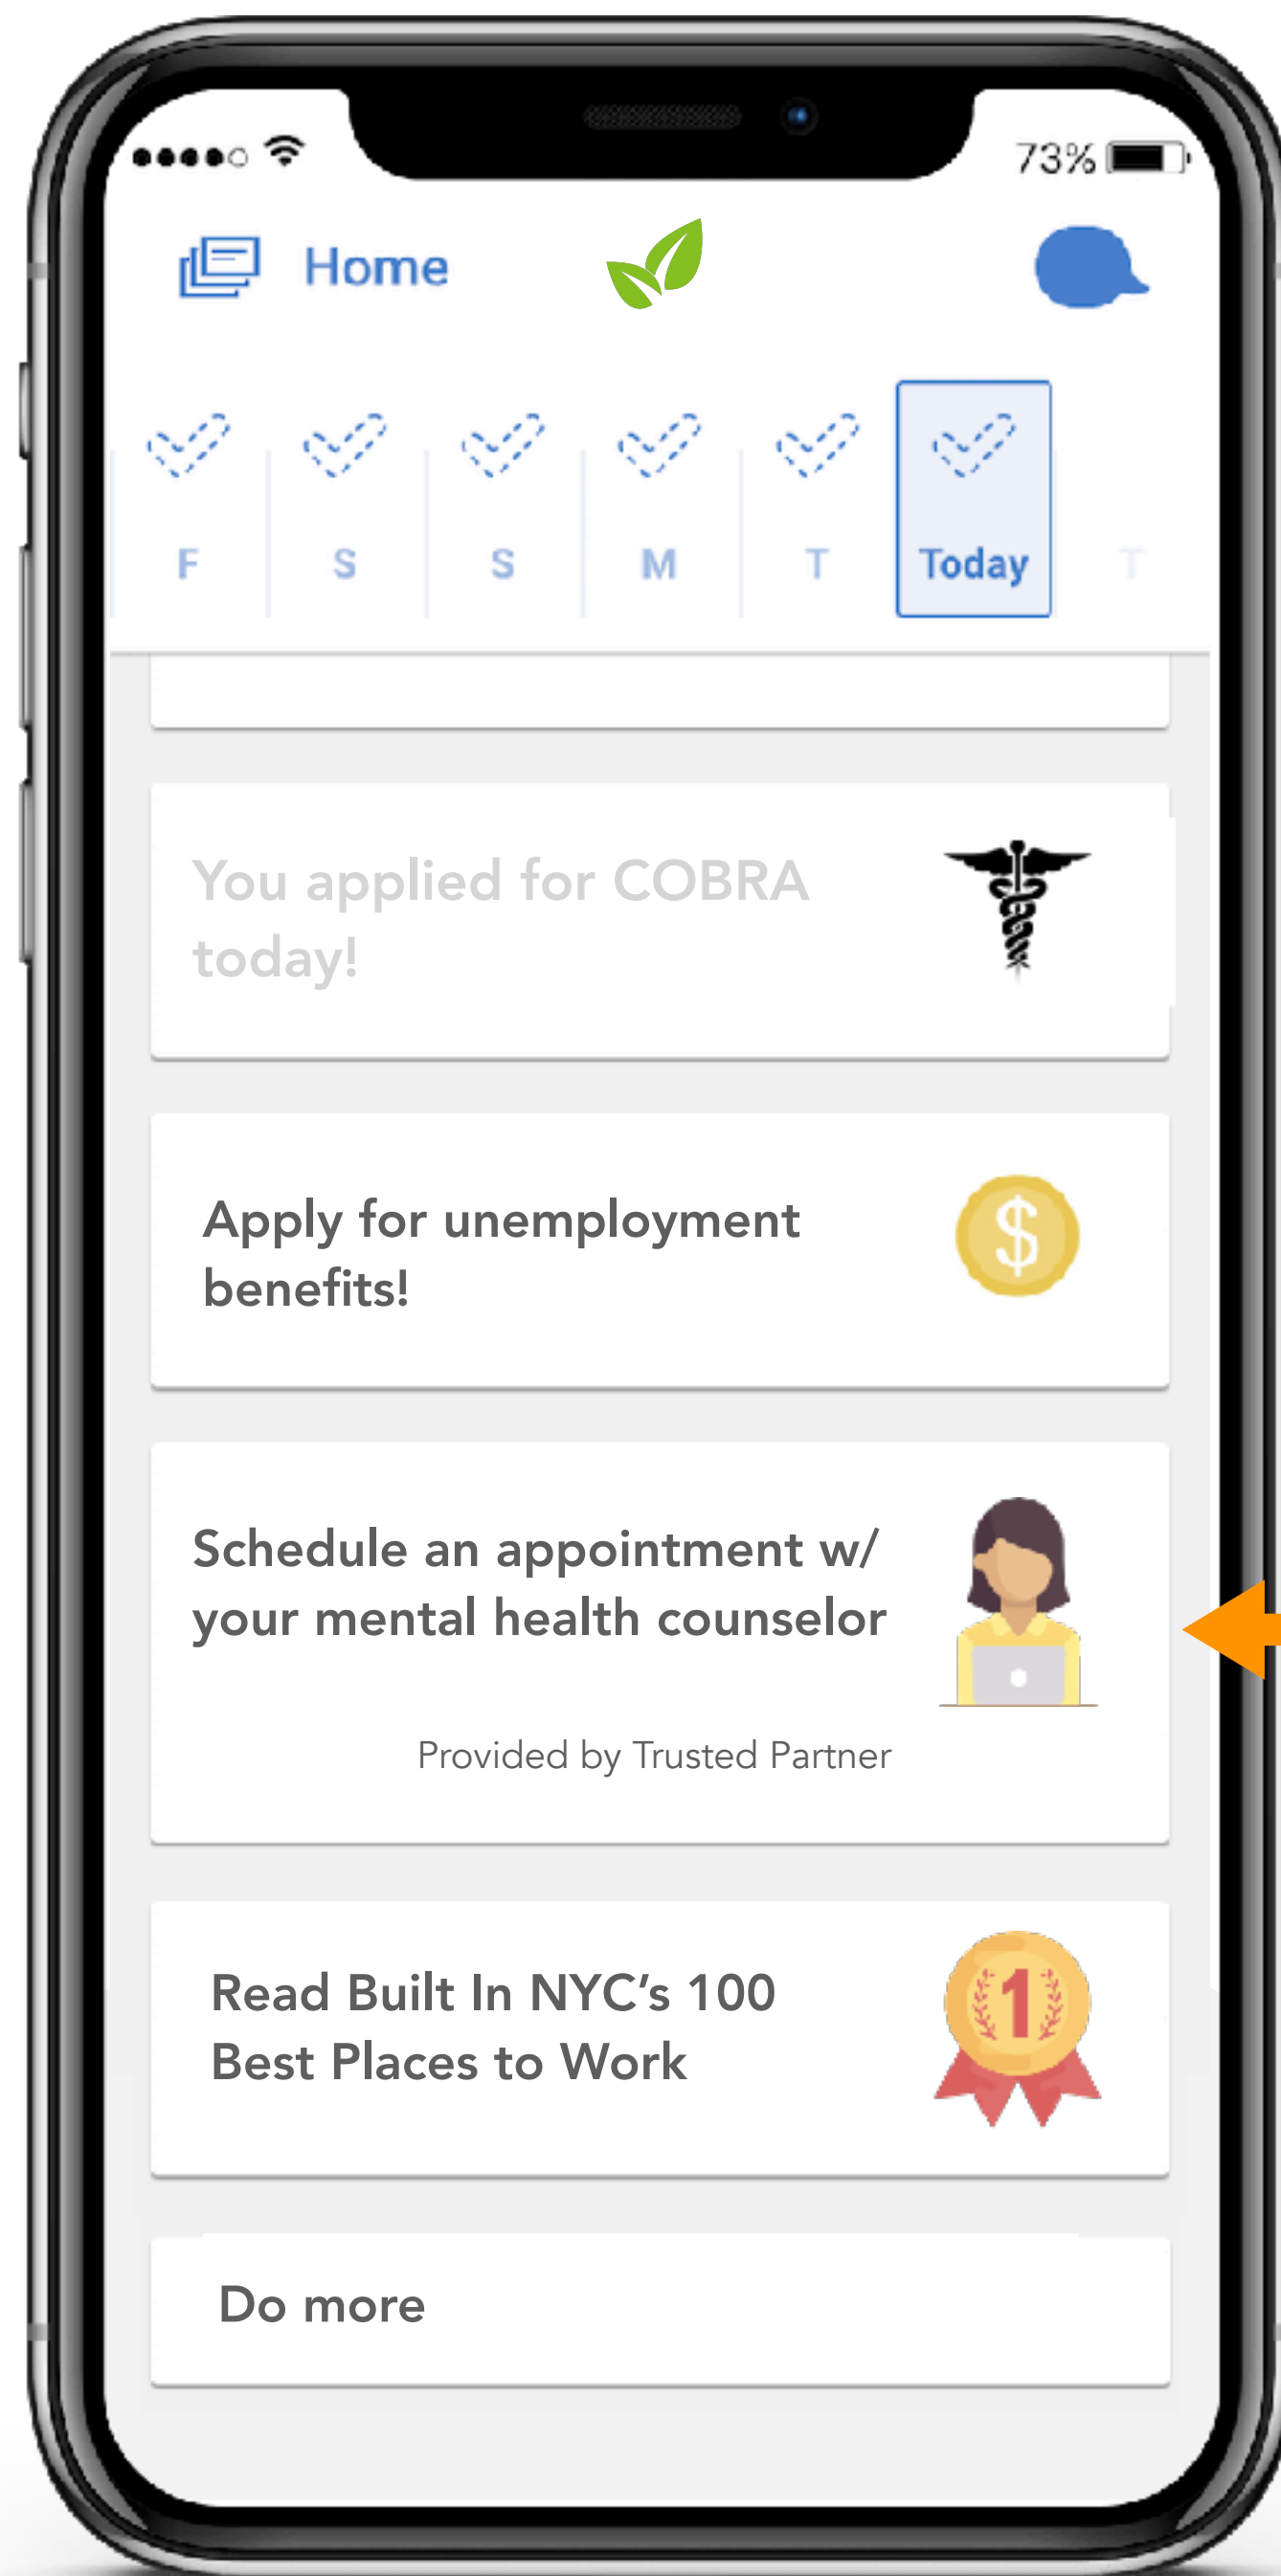 73%
Home
F S S M T Today T
You applied for COBRA
today!
Apply for unemployment
benefits!
$
Schedule an appointment w/
your mental health counselor
Provided by Trusted Partner
Read Built In NYC’s 100
Best Places to Work
1
Do more